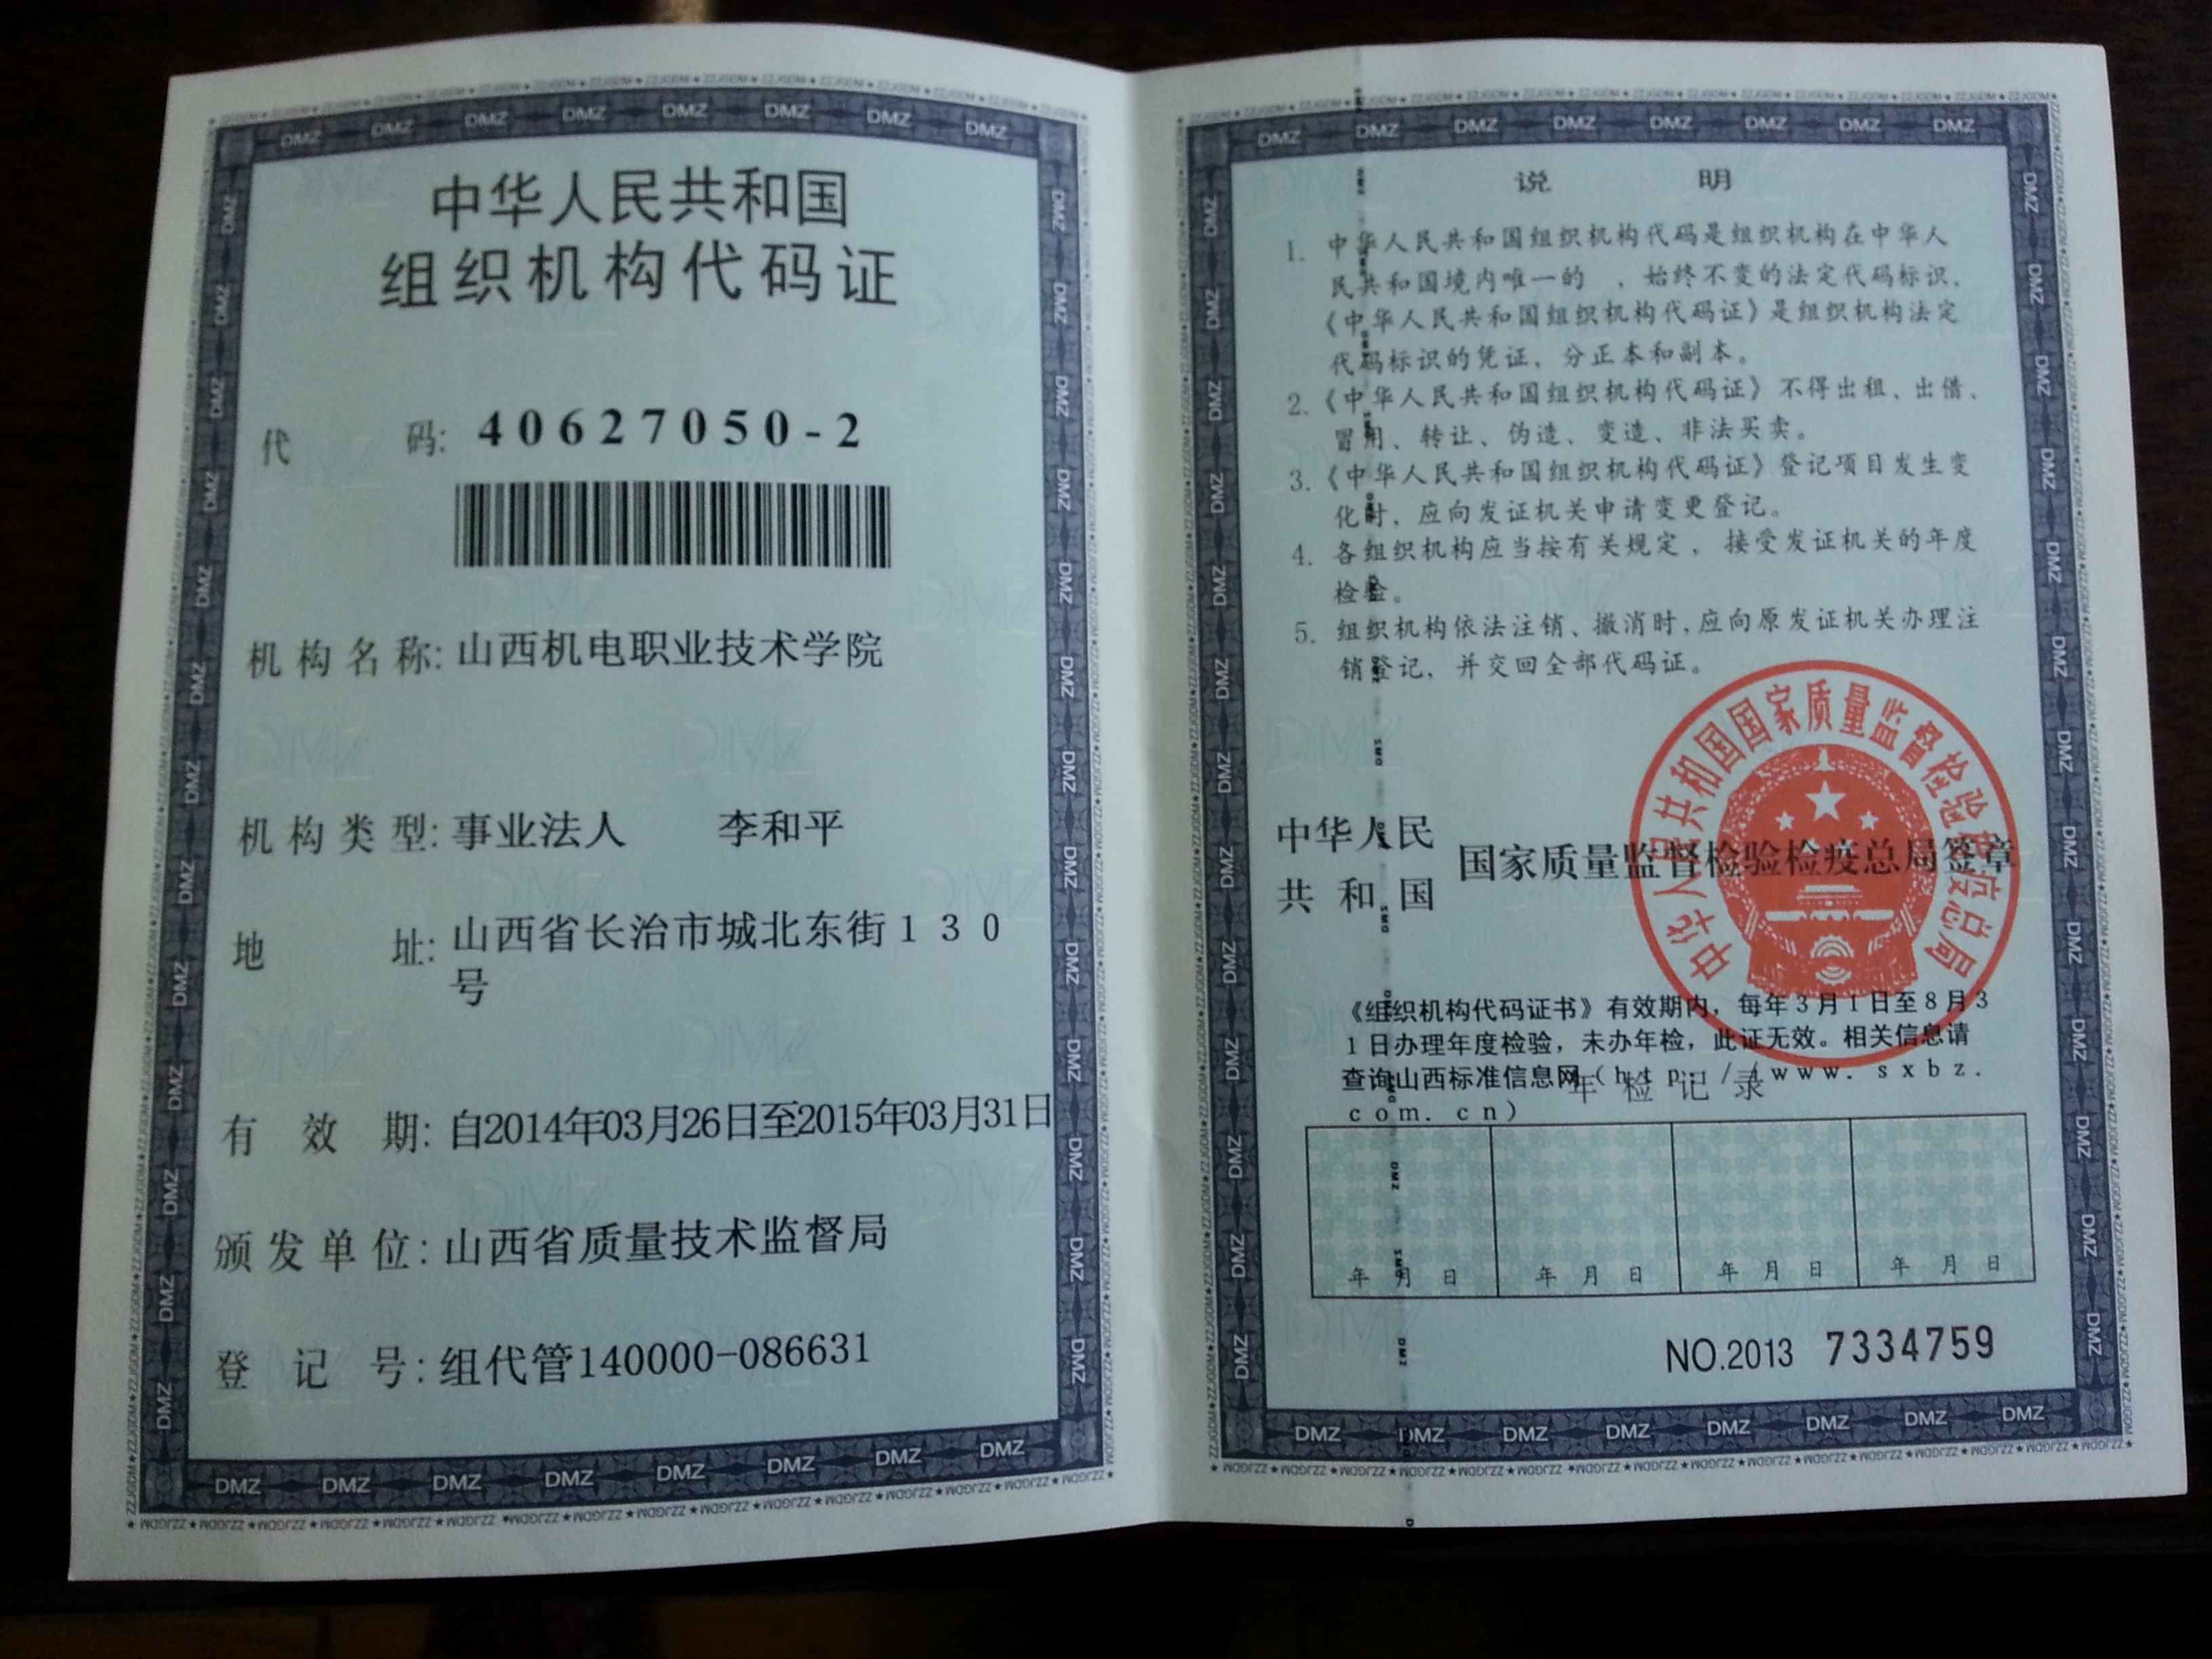 中华人民共和国
组织机构代码证
代 码: 40627050-2
机构名称: 山西机电职业技术学院
机构类型: 事业法人 李和平
地 址: 山西省长治市城北东街130
号
有 效 期: 自2014年03月26日至2015年03月31日
颁发单位: 山西省质量技术监督局
登 记 号: 组代管140000-086631
说 明
1. 中华人民共和国组织机构代码是组织机构在中华人
民共和国境内唯一的 、始终不变的法定代码标识,
《中华人民共和国组织机构代码证》是组织机构法定
代码标识的凭证, 分正本和副本。
2.《中华人民共和国组织机构代码证》不得出租、出借、
冒用、转让、伪造、变造、非法买卖。
3.《中华人民共和国组织机构代码证》登记项目发生变
化时, 应向发证机关申请变更登记。
4. 各组织机构应当按有关规定, 接受发证机关的年度
检验。
5. 组织机构依法注销、撤消时, 应向原发证机关办理注
销登记, 并交回全部代码证。
中华人民共和国国家质量监督检验检疫总局
中华人民
共和国
国家质量监督检验检疫总局签章
《组织机构代码证书》有效期内, 每年3月1日至8月3
1日办理年度检验, 未办年检, 此证无效。相关信息请
查询山西标准信息网(http://www.sxbz.
com.cn)
年检记录
年 月 日 年 月 日 年 月 日 年 月 日
NO.2013 7334759